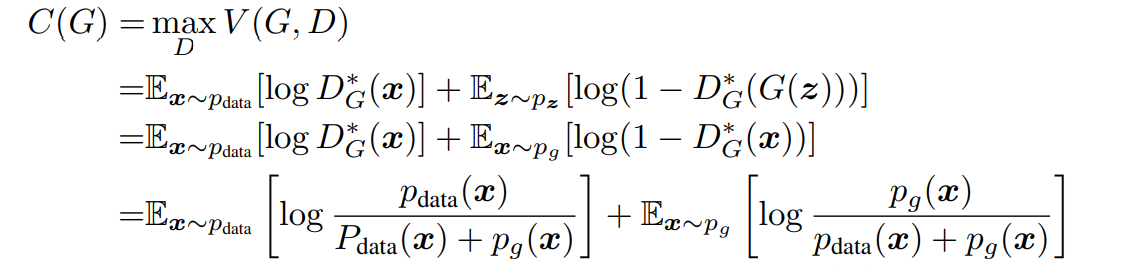 C(G) = max_D V(G, D)
=𝔼_{x∼p_data}[log D*_G(x)] + 𝔼_{z∼p_z}[log(1 − D*_G(G(z)))]
=𝔼_{x∼p_data}[log D*_G(x)] + 𝔼_{x∼p_g}[log(1 − D*_G(x))]
=𝔼_{x∼p_data}[log p_data(x) / (P_data(x) + p_g(x))] + 𝔼_{x∼p_g}[log p_g(x) / (p_data(x) + p_g(x))]